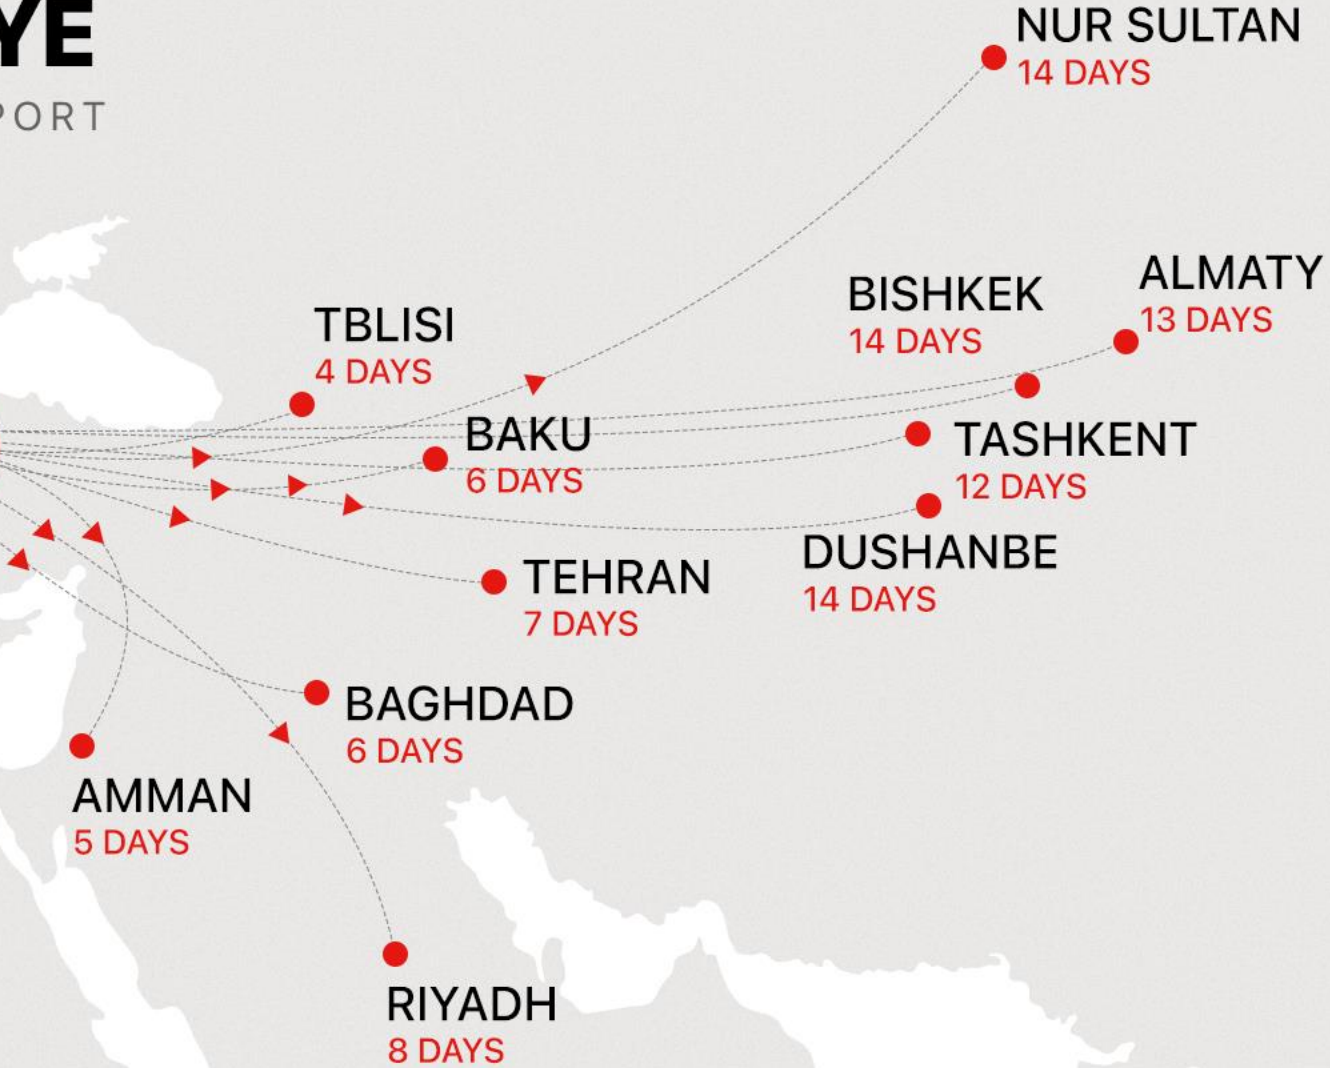 YE
PORT
NUR SULTAN
14 DAYS
ALMATY
13 DAYS
BISHKEK
14 DAYS
TBLISI
4 DAYS
BAKU
6 DAYS
TASHKENT
12 DAYS
DUSHANBE
14 DAYS
TEHRAN
7 DAYS
BAGHDAD
6 DAYS
AMMAN
5 DAYS
RIYADH
8 DAYS